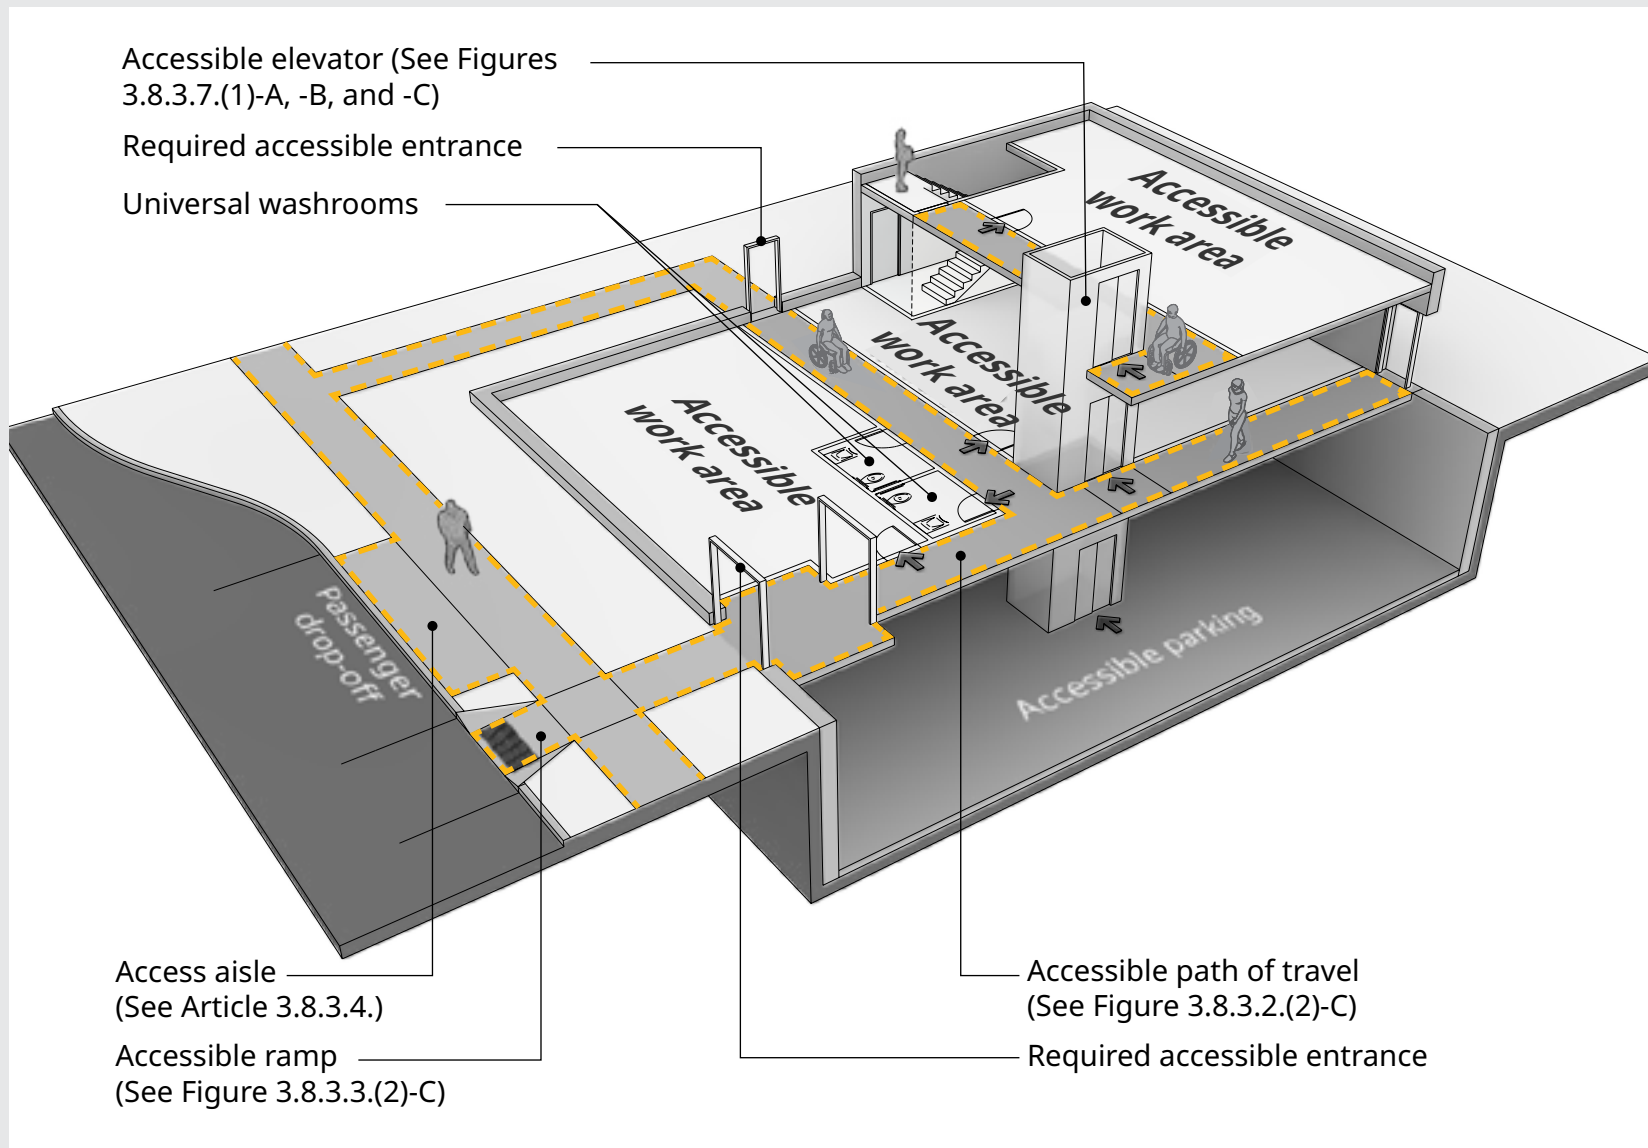 Accessible elevator (See Figures
3.8.3.7.(1)-A, -B, and -C)
Required accessible entrance
Universal washrooms
Accessible
work area
Accessible
work area
Accessible
work area
Passenger
drop-off
Accessible parking
Access aisle
(See Article 3.8.3.4.)
Accessible ramp
(See Figure 3.8.3.3.(2)-C)
Accessible path of travel
(See Figure 3.8.3.2.(2)-C)
Required accessible entrance